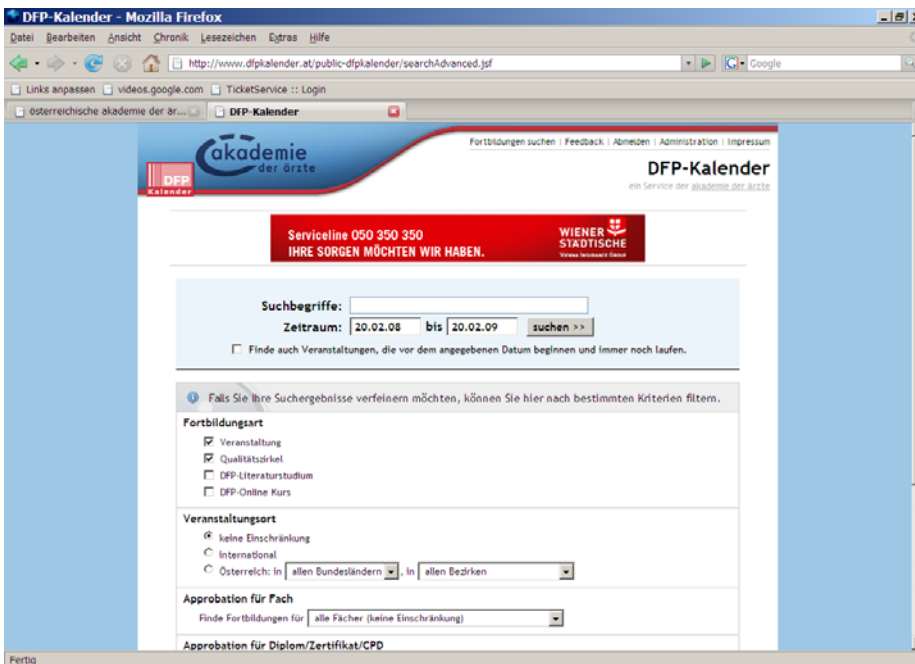 DFP-Kalender - Mozilla Firefox
Datei Bearbeiten Ansicht Chronik Lesezeichen Extras Hilfe
http://www.dfpkalender.at/public-dfpkalender/searchAdvanced.jsf
Google
Links anpassen videos.google.com TicketService :: Login
österreichische akademie der är... DFP-Kalender
akademie
der ärzte
DFP
Kalender
Fortbildungen suchen | Feedback | Abmelden | Administration | Impressum
DFP-Kalender
ein Service der akademie der ärzte
Serviceline 050 350 350
IHRE SORGEN MÖCHTEN WIR HABEN.
WIENER
STÄDTISCHE
VIENNA INSURANCE GROUP
Suchbegriffe:
Zeitraum: 20.02.08 bis 20.02.09 suchen >>
Finde auch Veranstaltungen, die vor dem angegebenen Datum beginnen und immer noch laufen.
Falls Sie Ihre Suchergebnisse verfeinern möchten, können Sie hier nach bestimmten Kriterien filtern.
Fortbildungsart
Veranstaltung
Qualitätszirkel
DFP-Literaturstudium
DFP-Online Kurs
Veranstaltungsort
keine Einschränkung
International
Österreich: in allen Bundesländern , in allen Bezirken
Approbation für Fach
Finde Fortbildungen für alle Fächer (keine Einschränkung)
Approbation für Diplom/Zertifikat/CPD
Fertig